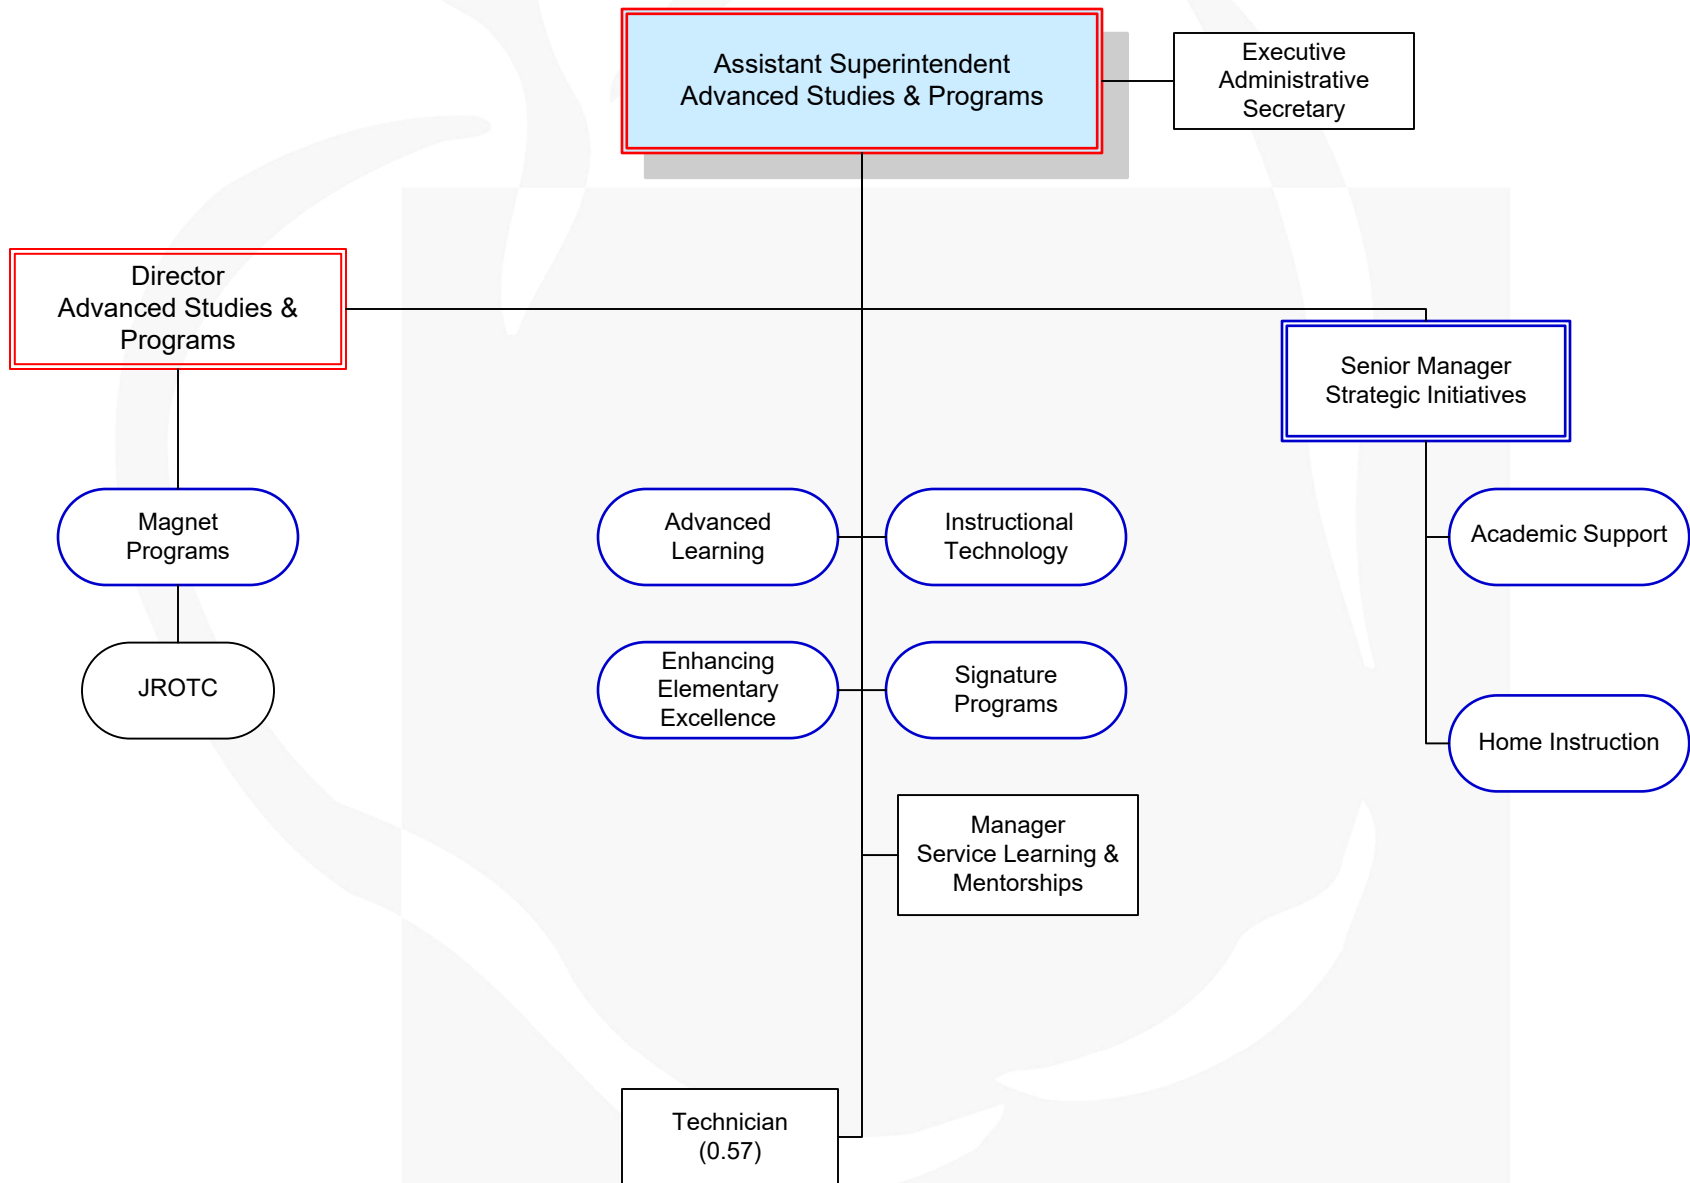 Assistant Superintendent
Advanced Studies & Programs
Executive
Administrative
Secretary
Director
Advanced Studies &
Programs
Senior Manager
Strategic Initiatives
Magnet
Programs
Advanced
Learning
Instructional
Technology
Academic Support
JROTC
Enhancing
Elementary
Excellence
Signature
Programs
Home Instruction
Manager
Service Learning &
Mentorships
Technician
(0.57)